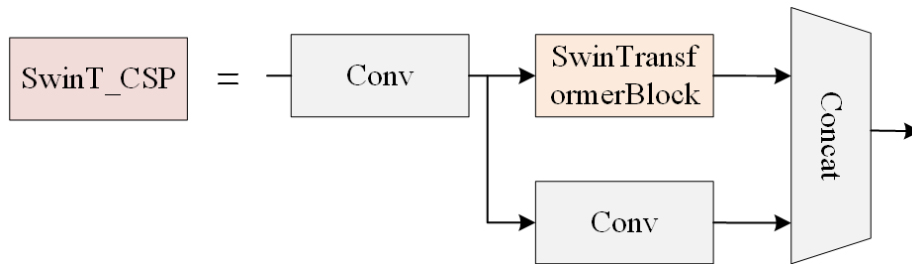 SwinT_CSP
=
Conv
SwinTransf
ormerBlock
Conv
Concat